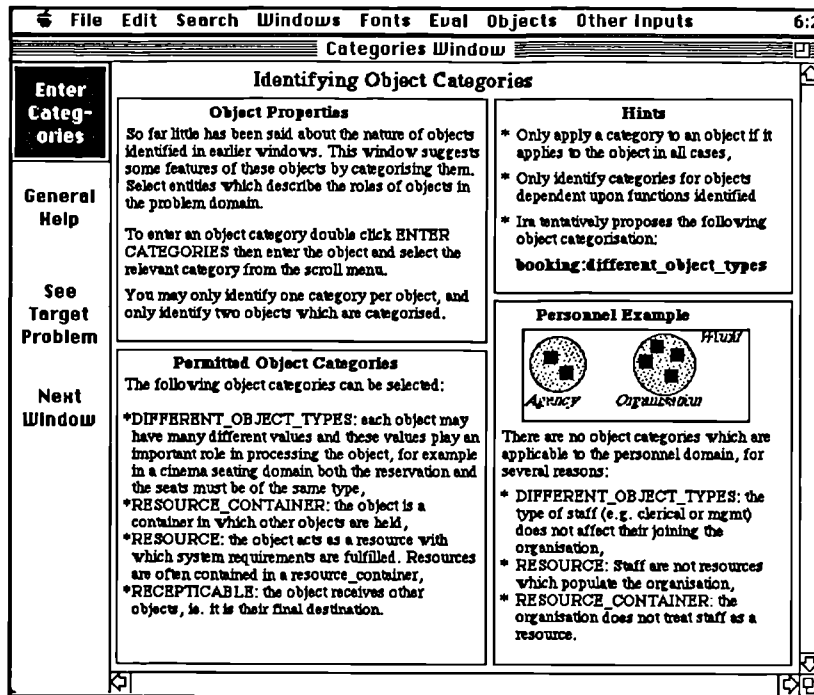 File Edit Search Windows Fonts Eval Objects Other Inputs 6:2
Categories Window
Enter
Categ-
ories
General
Help
See
Target
Problem
Next
Window
Identifying Object Categories
Object Properties
So far little has been said about the nature of objects
identified in earlier windows. This window suggests
some features of these objects by categorising them.
Select entities which describe the roles of objects in
the problem domain.
To enter an object category double click ENTER
CATEGORIES then enter the object and select the
relevant category from the scroll menu.
You may only identify one category per object, and
only identify two objects which are categorised.
Permitted Object Categories
The following object categories can be selected:
*DIFFERENT_OBJECT_TYPES: each object may
have many different values and these values play an
important role in processing the object, for example
in a cinema seating domain both the reservation and
the seats must be of the same type,
*RESOURCE_CONTAINER: the object is a
container in which other objects are held,
*RESOURCE: the object acts as a resource with
which system requirements are fulfilled. Resources
are often contained in a resource_container,
*RECEPTICABLE: the object receives other
objects, ie. it is their final destination.
Hints
* Only apply a category to an object if it
applies to the object in all cases,
* Only identify categories for objects
dependent upon functions identified
* Ira tentatively proposes the following
object categorisation:
booking:different_object_types
Personnel Example
World
Agency Organisation
There are no object categories which are
applicable to the personnel domain, for
several reasons:
* DIFFERENT_OBJECT_TYPES: the
type of staff (e.g. clerical or mgmt)
does not affect their joining the
organisation,
* RESOURCE: Staff are not resources
which populate the organisation,
* RESOURCE_CONTAINER: the
organisation does not treat staff as a
resource.